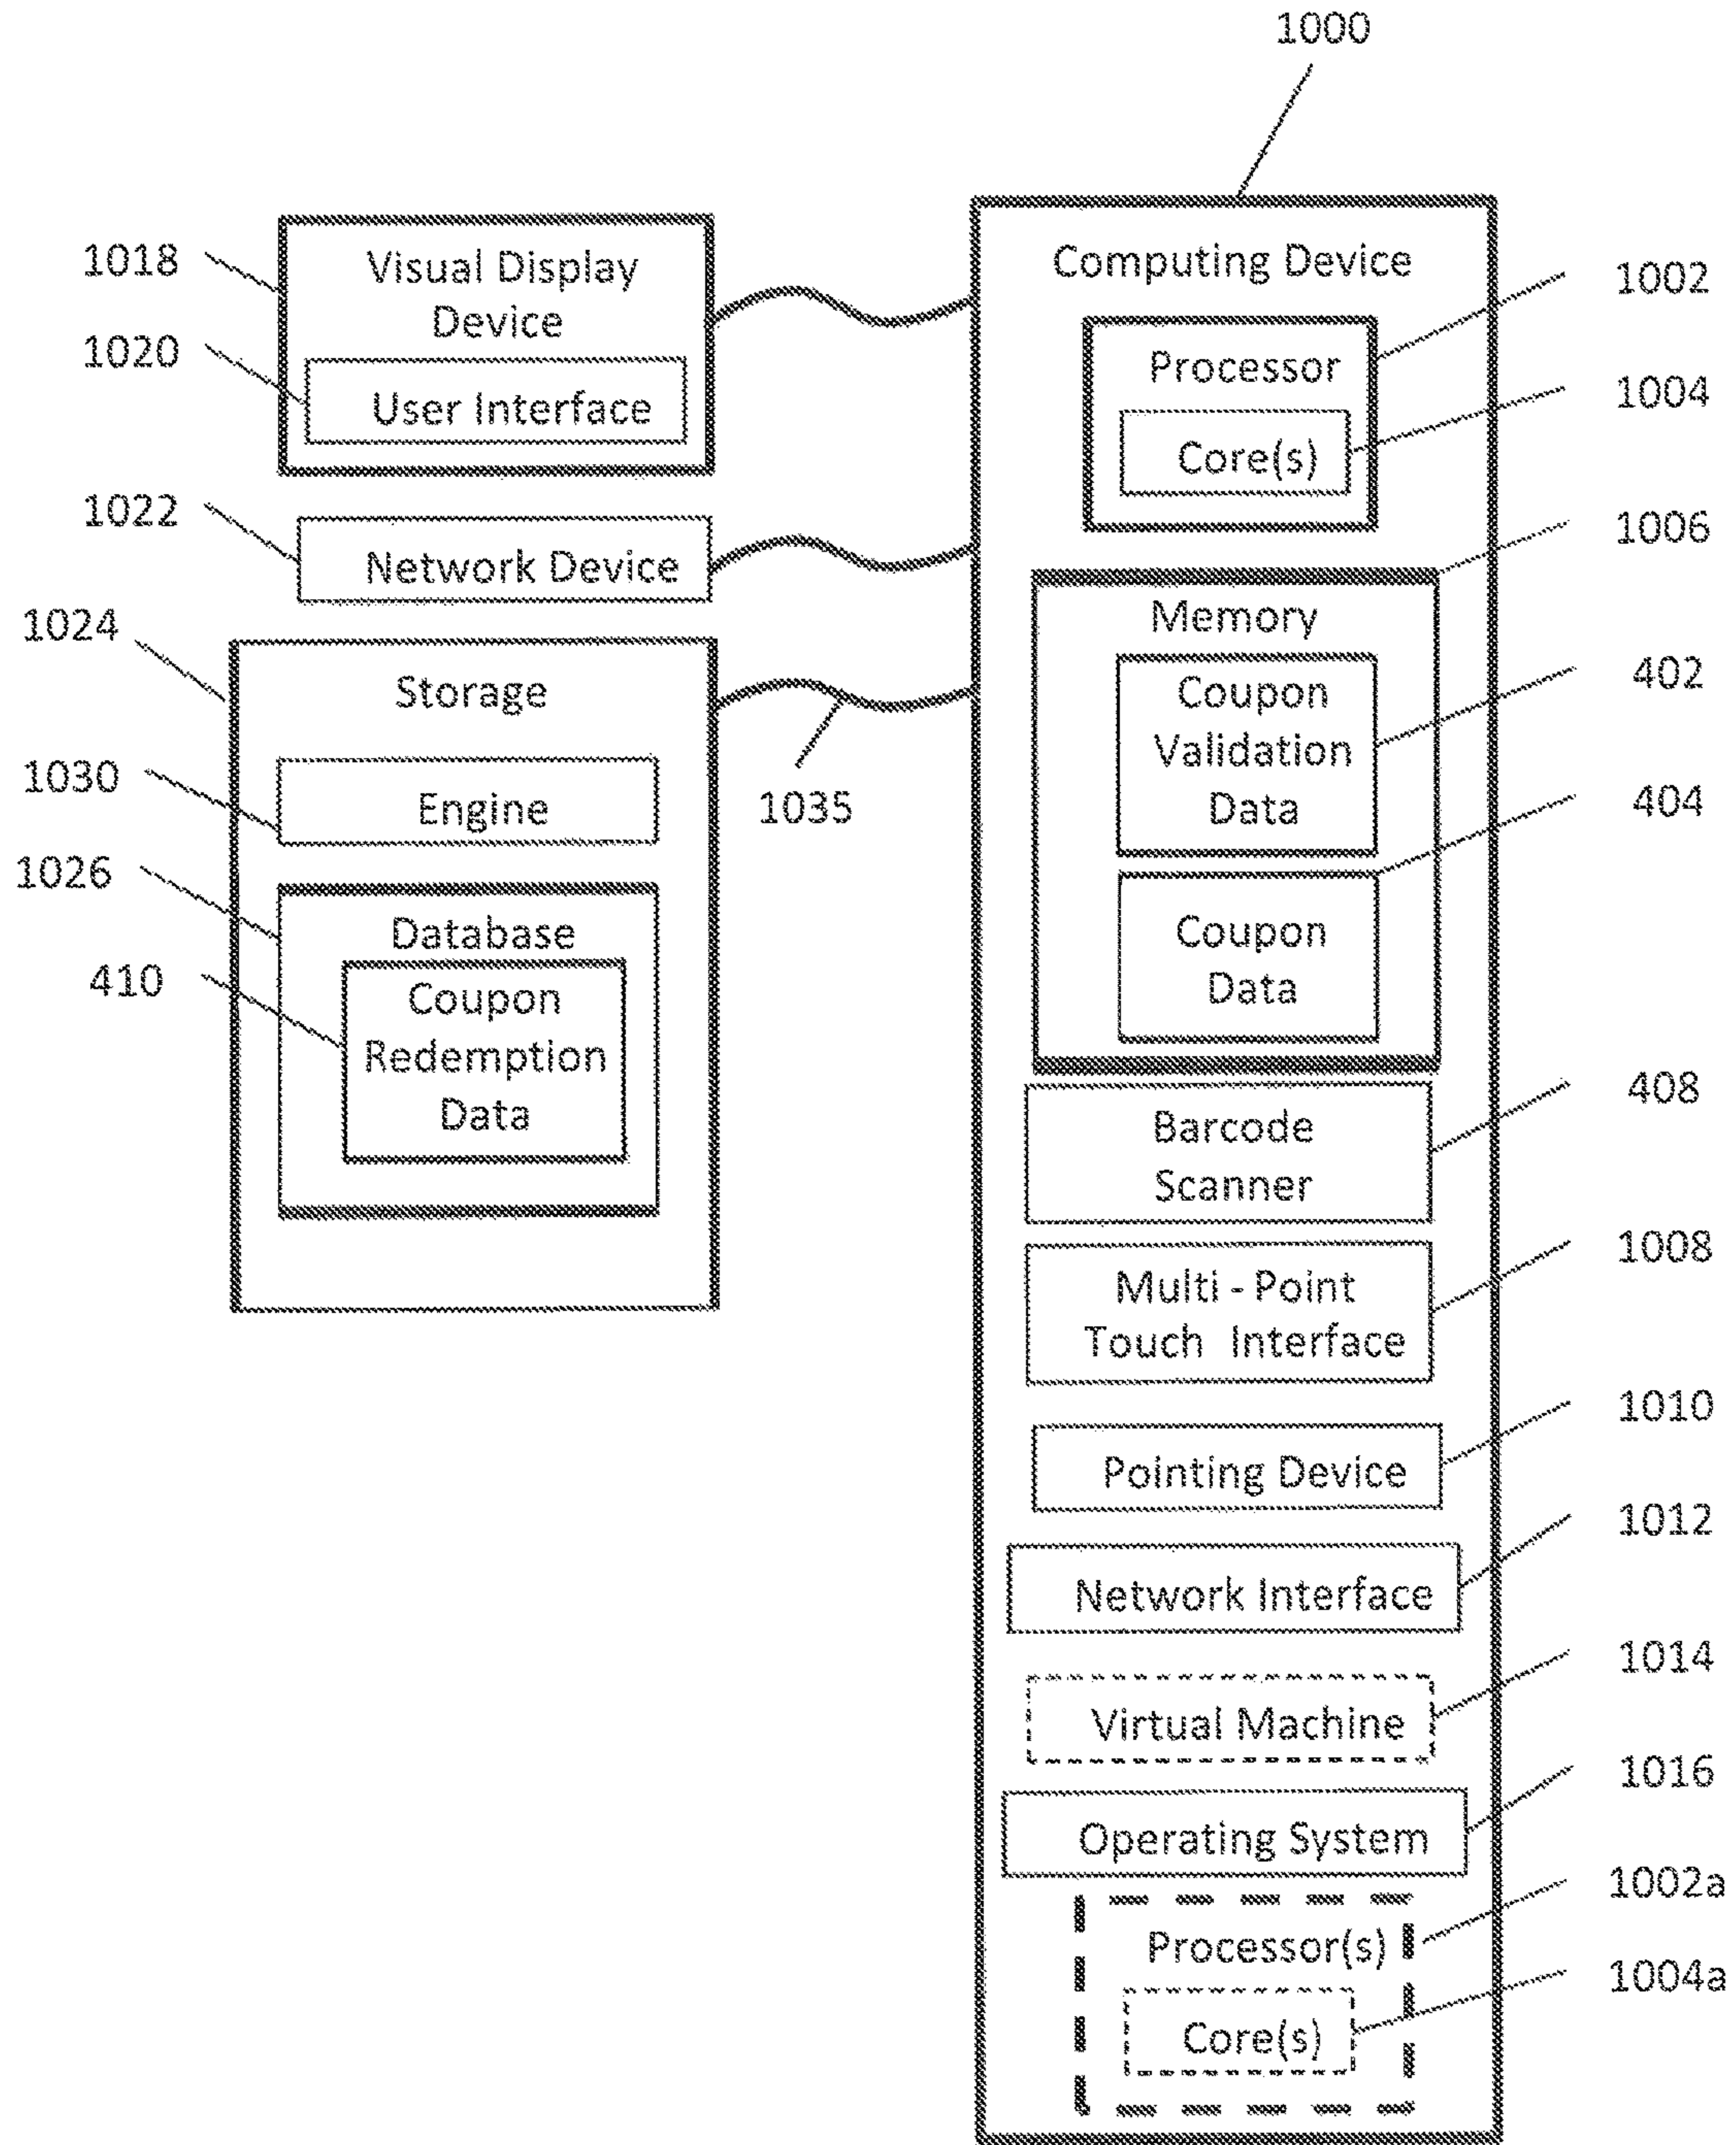 1000
1018
Visual Display
Device
1020
User Interface
1022
Network Device
1024
Storage
1030
Engine
1035
1026
Database
410
Coupon
Redemption
Data
Computing Device
1002
Processor
1004
Core(s)
1006
Memory
402
Coupon
Validation
Data
404
Coupon
Data
408
Barcode
Scanner
1008
Multi - Point
Touch Interface
1010
Pointing Device
1012
Network Interface
1014
Virtual Machine
1016
Operating System
1002a
Processor(s)
1004a
Core(s)